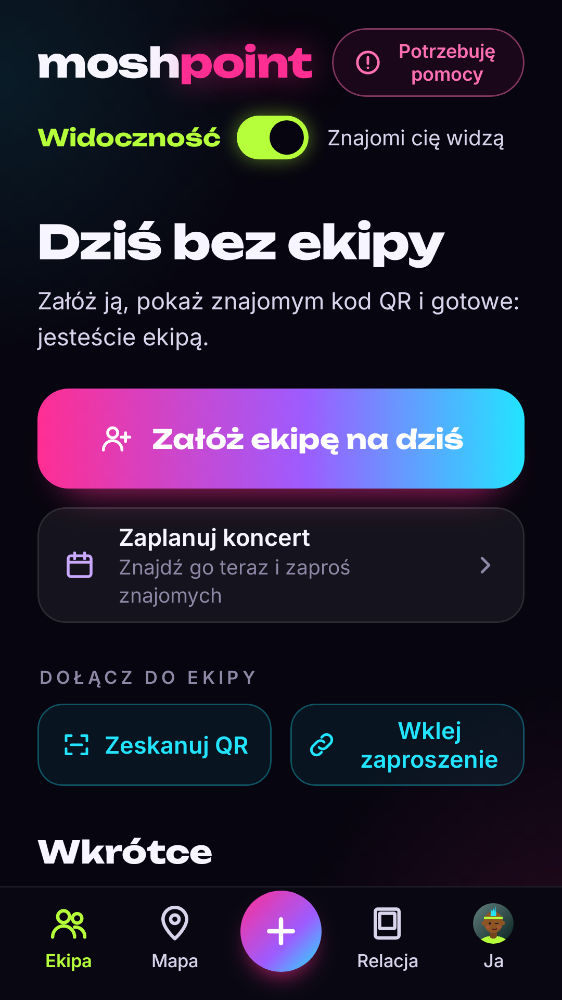 moshpoint
Potrzebuję
pomocy
Widoczność
Znajomi cię widzą
Dziś bez ekipy
Załóż ją, pokaż znajomym kod QR i gotowe:
jesteście ekipą.
Załóż ekipę na dziś
Zaplanuj koncert
Znajdź go teraz i zaproś
znajomych
DOŁĄCZ DO EKIPY
Zeskanuj QR
Wklej
zaproszenie
Wkrótce
Ekipa
Mapa
Relacja
Ja